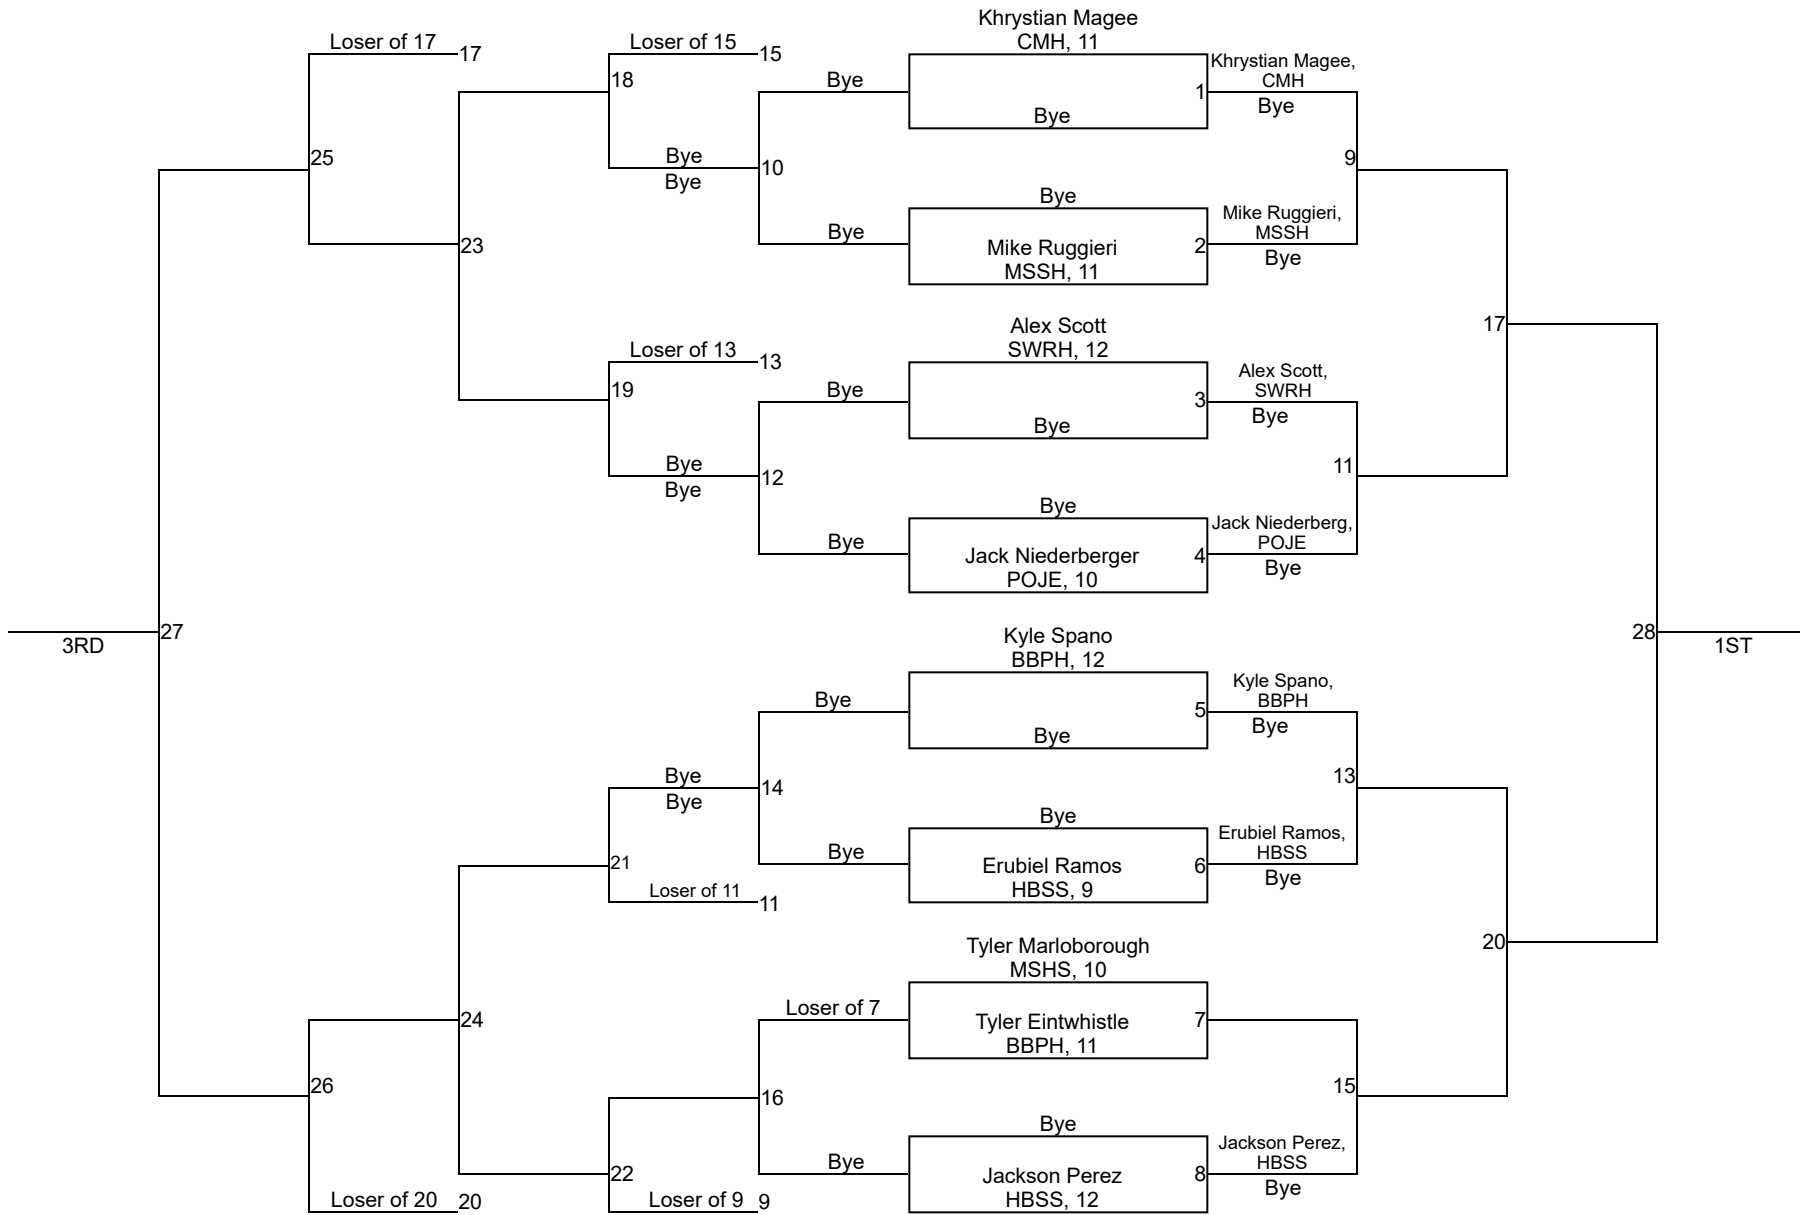 Khrystian Magee
CMH, 11
Loser of 17
17
Loser of 15
15
Khrystian Magee,
CMH
18
Bye
1
Bye
Bye
25
Bye
Bye
10
9
Bye
Mike Ruggieri,
MSSH
23
Bye
Mike Ruggieri
MSSH, 11
2
Bye
Alex Scott
SWRH, 12
17
Loser of 13
13
Alex Scott,
SWRH
19
Bye
3
Bye
Bye
Bye
Bye
12
11
Bye
Jack Niederberg,
POJE
Bye
Jack Niederberger
POJE, 10
4
Bye
3RD
27
28
1ST
Kyle Spano
BBPH, 12
Kyle Spano,
BBPH
Bye
5
Bye
Bye
Bye
Bye
14
13
Bye
Erubiel Ramos,
HBSS
21
Bye
Erubiel Ramos
HBSS, 9
6
Bye
Loser of 11
11
Tyler Marloborough
MSHS, 10
20
24
Loser of 7
Tyler Eintwhistle
BBPH, 11
7
26
16
15
Bye
Jackson Perez,
HBSS
22
Bye
Jackson Perez
HBSS, 12
8
Bye
Loser of 20
20
Loser of 9
9